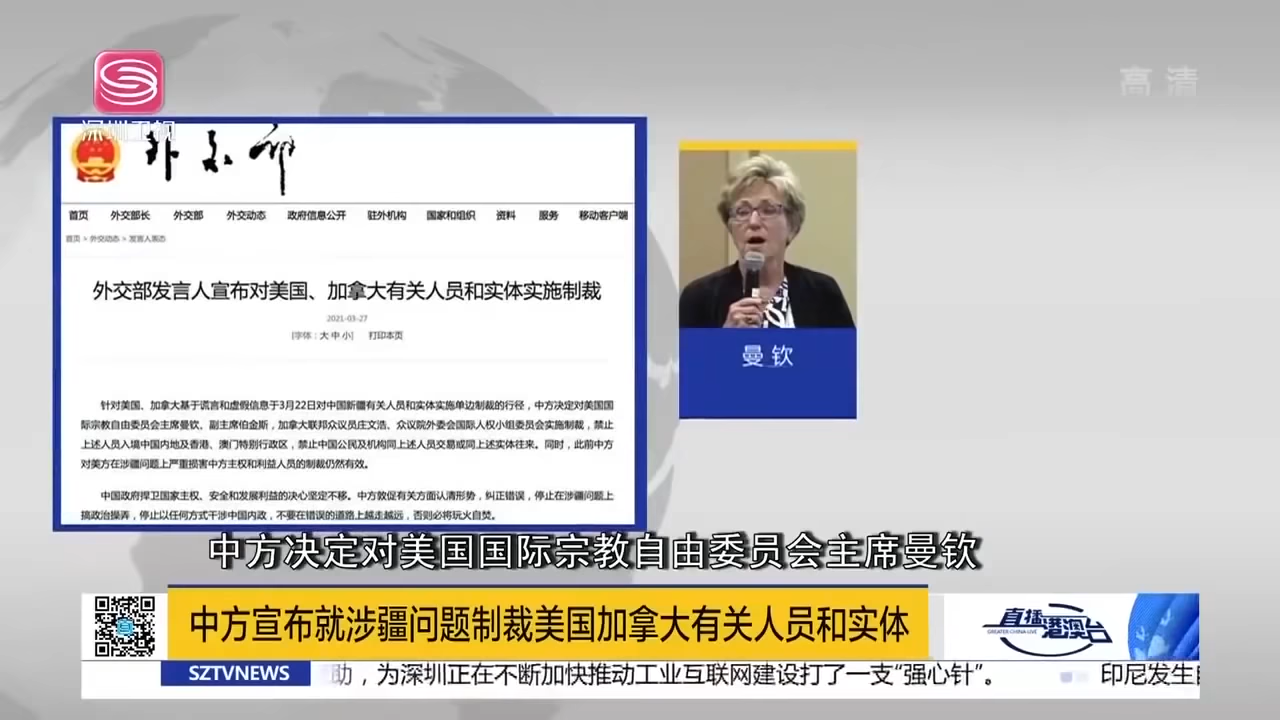 高清
深圳卫视
外交部
首页 外交部长 外交部 外交动态 政府信息公开 驻外机构 国家和组织 资料 服务 移动客户端
首页 > 外交动态 > 发言人表态
外交部发言人宣布对美国、加拿大有关人员和实体实施制裁
2021-03-27
[字体：大 中 小] 打印本页
针对美国、加拿大基于谎言和虚假信息于3月22日对中国新疆有关人员和实体实施单边制裁的行径，中方决定对美国国
际宗教自由委员会主席曼钦、副主席伯金斯，加拿大联邦众议员庄文浩、众议院外委会国际人权小组委员会实施制裁，禁止
上述人员入境中国内地及香港、澳门特别行政区，禁止中国公民及机构同上述人员交易或同上述实体往来。同时，此前中方
对美方在涉疆问题上严重损害中方主权和利益人员的制裁仍然有效。
中国政府捍卫国家主权、安全和发展利益的决心坚定不移。中方敦促有关方面认清形势，纠正错误，停止在涉疆问题上
搞政治操弄，停止以任何方式干涉中国内政，不要在错误的道路上越走越远，否则必将玩火自焚。
曼钦
中方决定对美国国际宗教自由委员会主席曼钦
中方宣布就涉疆问题制裁美国加拿大有关人员和实体
直播港澳台
GREATER CHINA LIVE
SZTVNEWS
助，为深圳正在不断加快推动工业互联网建设打了一支“强心针”。 印尼发生自